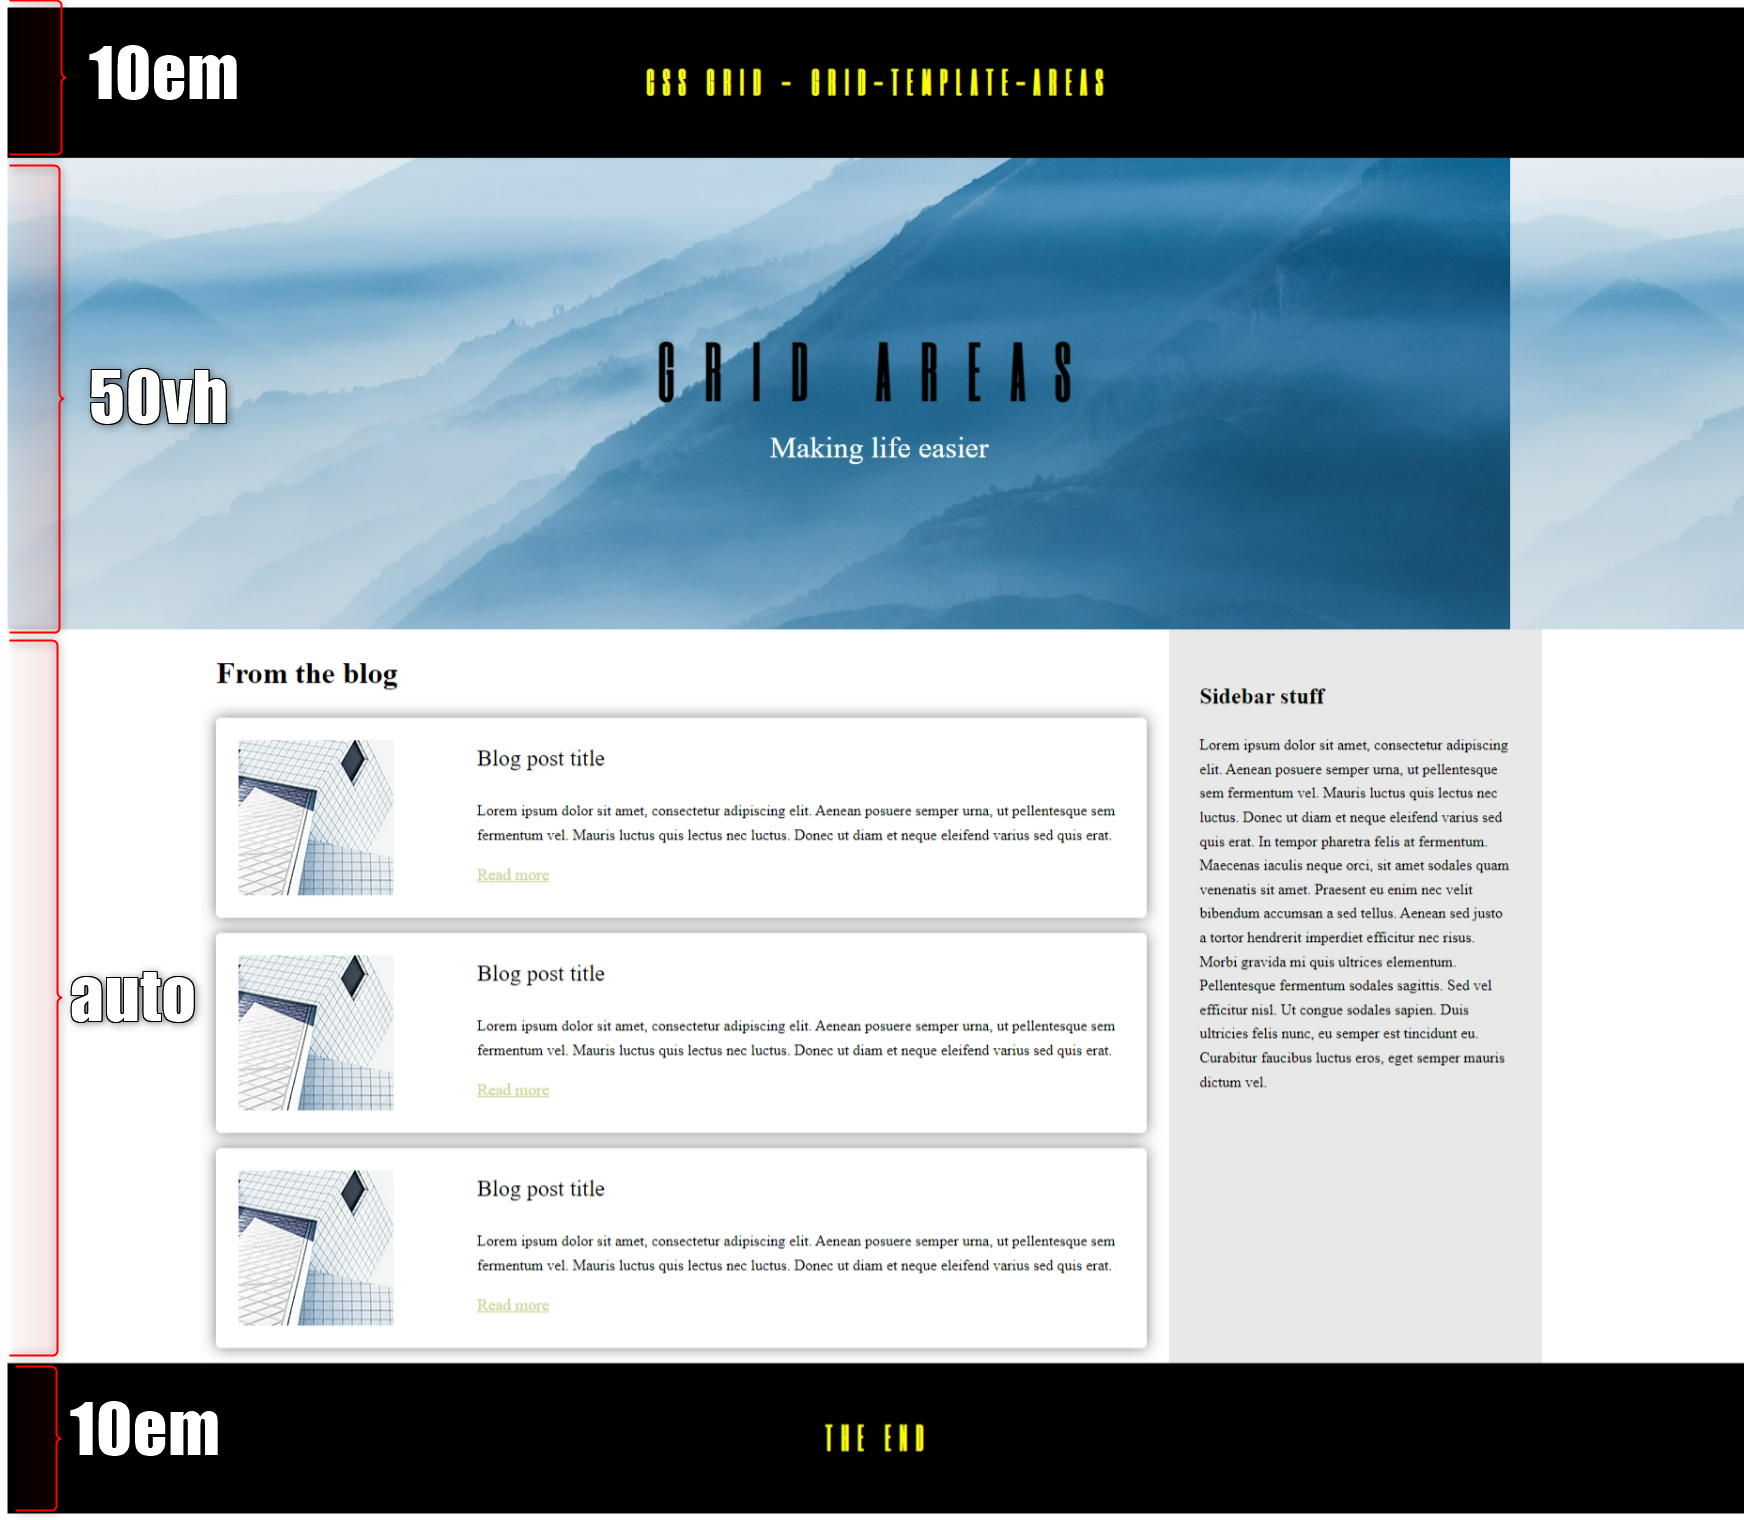 10em
CSS GRID - GRID-TEMPLATE-AREAS
50vh
GRID AREAS
Making life easier
auto
From the blog
Blog post title
Lorem ipsum dolor sit amet, consectetur adipiscing elit. Aenean posuere semper urna, ut pellentesque sem
fermentum vel. Mauris luctus quis lectus nec luctus. Donec ut diam et neque eleifend varius sed quis erat.
Read more
Blog post title
Lorem ipsum dolor sit amet, consectetur adipiscing elit. Aenean posuere semper urna, ut pellentesque sem
fermentum vel. Mauris luctus quis lectus nec luctus. Donec ut diam et neque eleifend varius sed quis erat.
Read more
Blog post title
Lorem ipsum dolor sit amet, consectetur adipiscing elit. Aenean posuere semper urna, ut pellentesque sem
fermentum vel. Mauris luctus quis lectus nec luctus. Donec ut diam et neque eleifend varius sed quis erat.
Read more
Sidebar stuff
Lorem ipsum dolor sit amet, consectetur adipiscing
elit. Aenean posuere semper urna, ut pellentesque
sem fermentum vel. Mauris luctus quis lectus nec
luctus. Donec ut diam et neque eleifend varius sed
quis erat. In tempor pharetra felis at fermentum.
Maecenas iaculis neque orci, sit amet sodales quam
venenatis sit amet. Praesent eu enim nec velit
bibendum accumsan a sed tellus. Aenean sed justo
a tortor hendrerit imperdiet efficitur nec risus.
Morbi gravida mi quis ultrices elementum.
Pellentesque fermentum sodales sagittis. Sed vel
efficitur nisl. Ut congue sodales sapien. Duis
ultricies felis nunc, eu semper est tincidunt eu.
Curabitur faucibus luctus eros, eget semper mauris
dictum vel.
10em
THE END